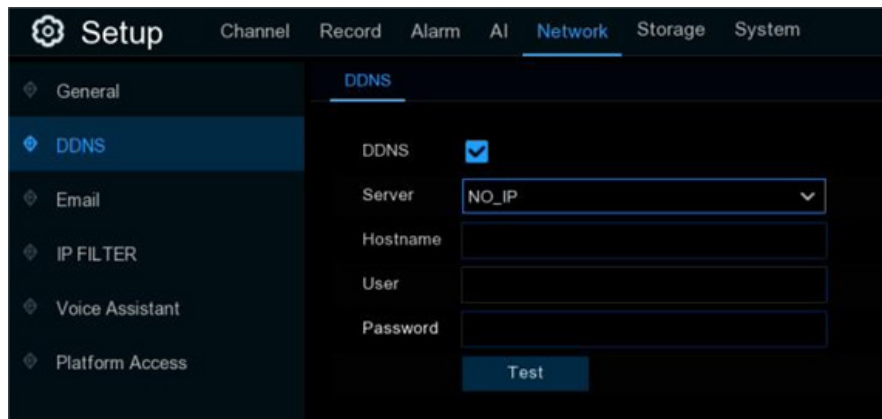 Setup Channel Record Alarm AI Network Storage System
General
DDNS
Email
IP FILTER
Voice Assistant
Platform Access
DDNS
DDNS
Server NO_IP
Hostname
User
Password
Test